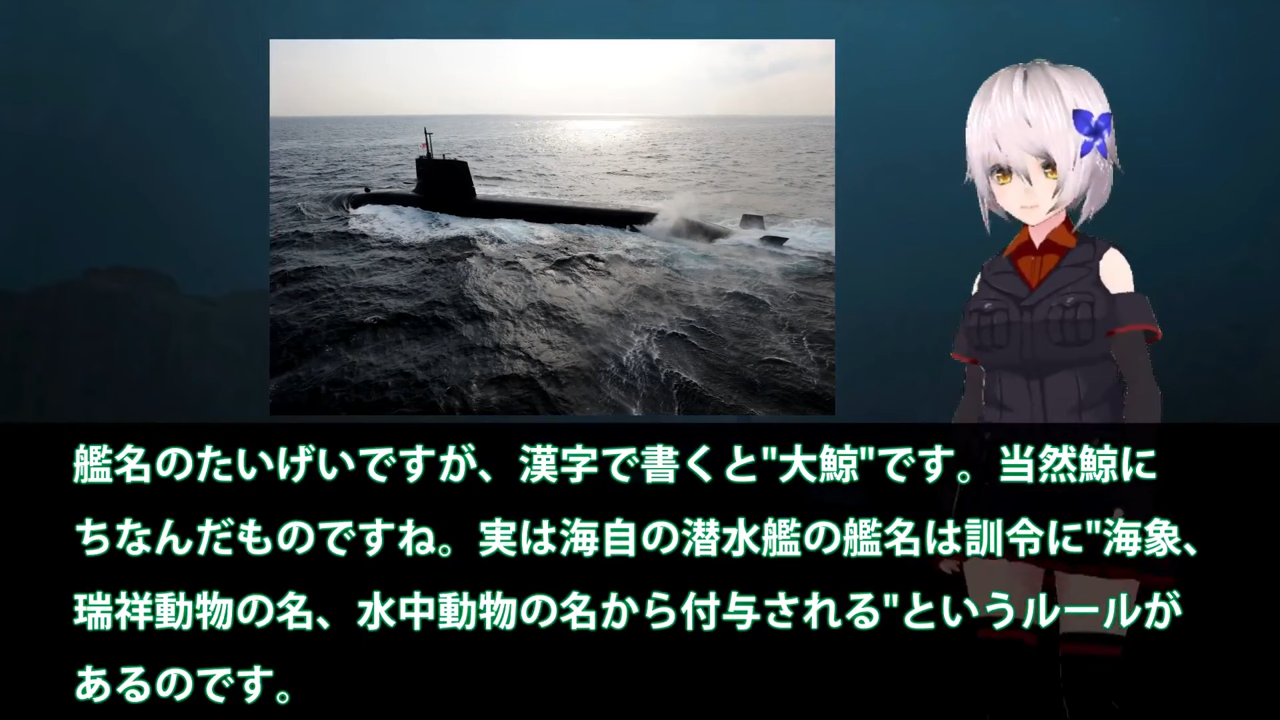 艦名のたいげいですが、漢字で書くと"大鯨"です。当然鯨に
ちなんだものですね。実は海自の潜水艦の艦名は訓令に"海象、
瑞祥動物の名、水中動物の名から付与される"というルールが
あるのです。